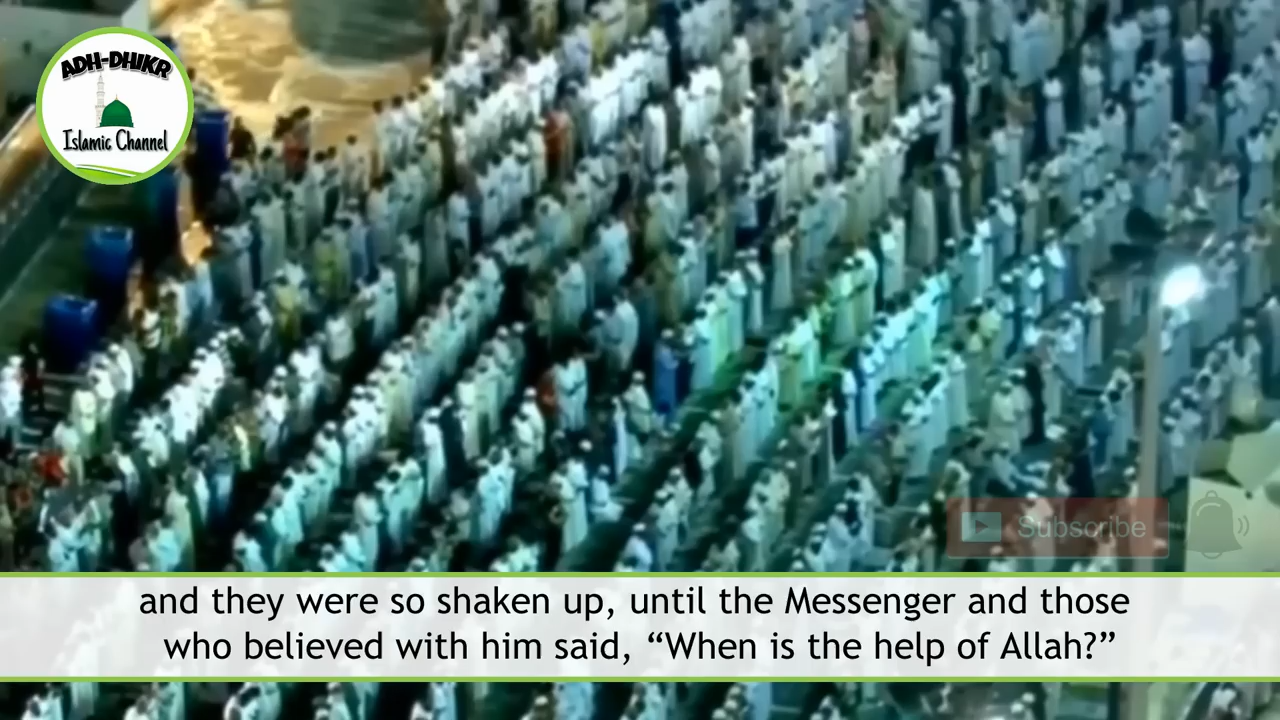 ADH-DHIKR
Islamic Channel
Subscribe
and they were so shaken up, until the Messenger and those
who believed with him said, “When is the help of Allah?”